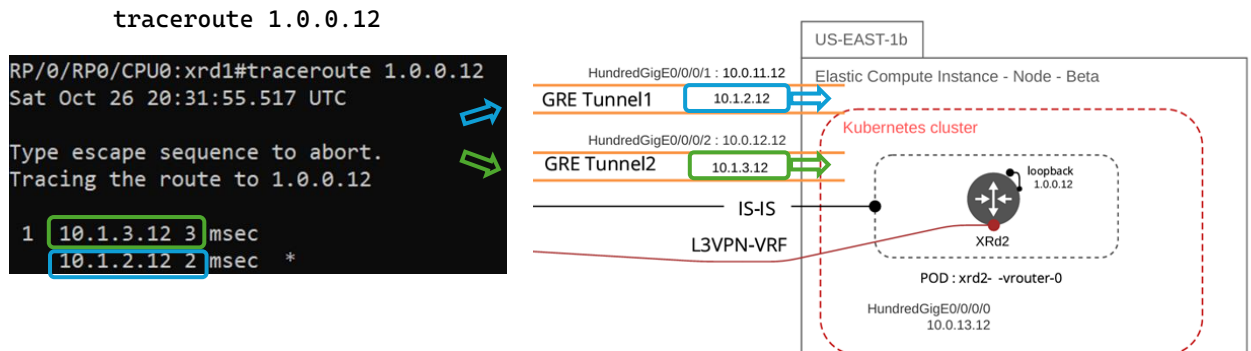 traceroute 1.0.0.12
RP/0/RP0/CPU0:xrd1#traceroute 1.0.0.12
Sat Oct 26 20:31:55.517 UTC
Type escape sequence to abort.
Tracing the route to 1.0.0.12
1 10.1.3.12 3 msec
10.1.2.12 2 msec *
US-EAST-1b
HundredGigE0/0/0/1 : 10.0.11.12
Elastic Compute Instance - Node - Beta
GRE Tunnel1
10.1.2.12
Kubernetes cluster
HundredGigE0/0/0/2 : 10.0.12.12
GRE Tunnel2
10.1.3.12
loopback
1.0.0.12
IS-IS
XRd2
L3VPN-VRF
POD : xrd2- -vrouter-0
HundredGigE0/0/0/0
10.0.13.12